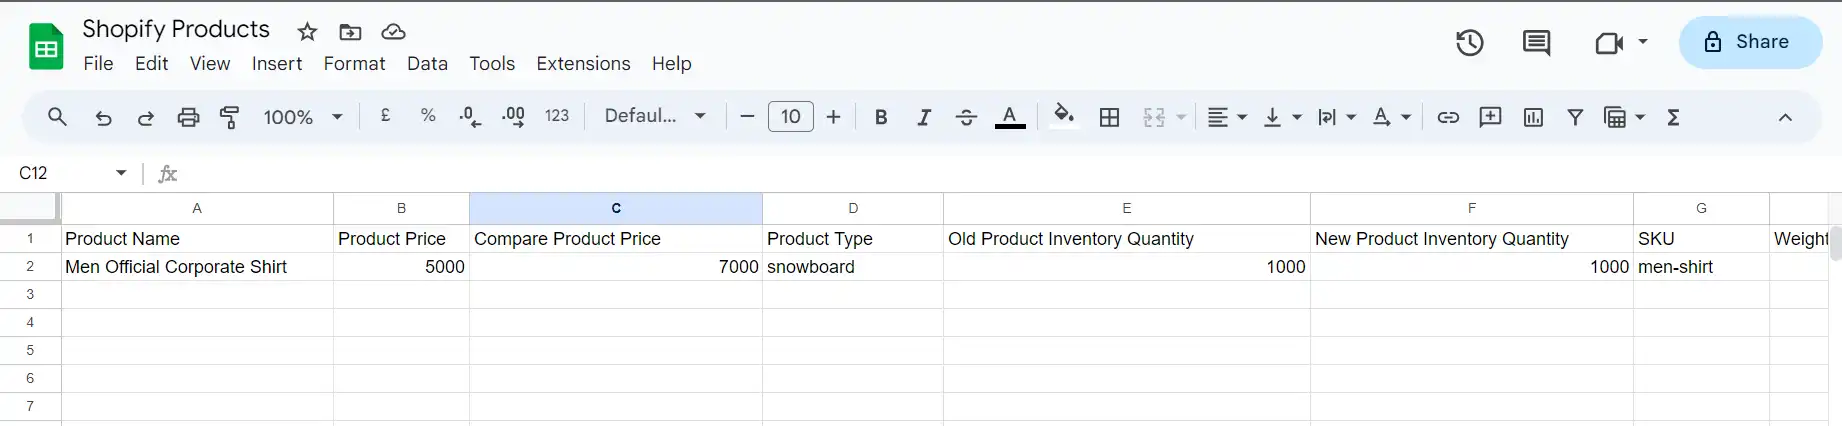 Shopify Products
File Edit View Insert Format Data Tools Extensions Help
Share
100% £ % .0 .00 123 Defaul... 10 B I S A A Σ
C12 fx
A B C D E F G
1 Product Name Product Price Compare Product Price Product Type Old Product Inventory Quantity New Product Inventory Quantity SKU Weight
2 Men Official Corporate Shirt 5000 7000 snowboard 1000 1000 men-shirt
3
4
5
6
7